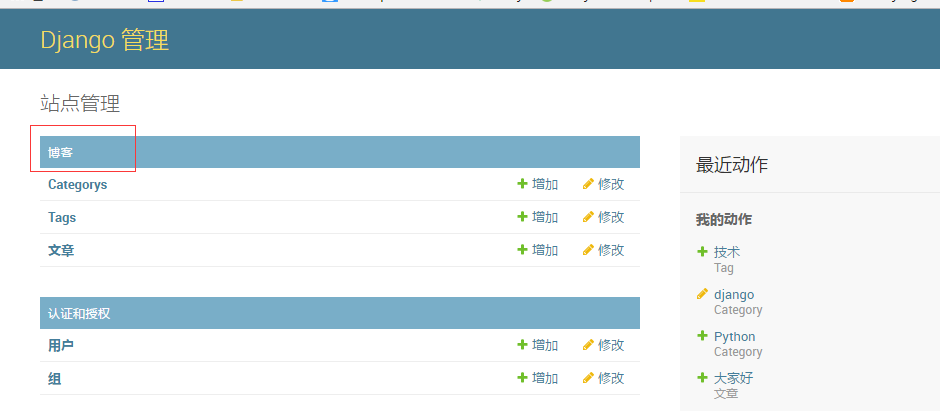 Django 管理
站点管理
博客
Categorys 增加 修改
Tags 增加 修改
文章 增加 修改
认证和授权
用户 增加 修改
组 增加 修改
最近动作
我的动作
技术
Tag
django
Category
Python
Category
大家好
文章